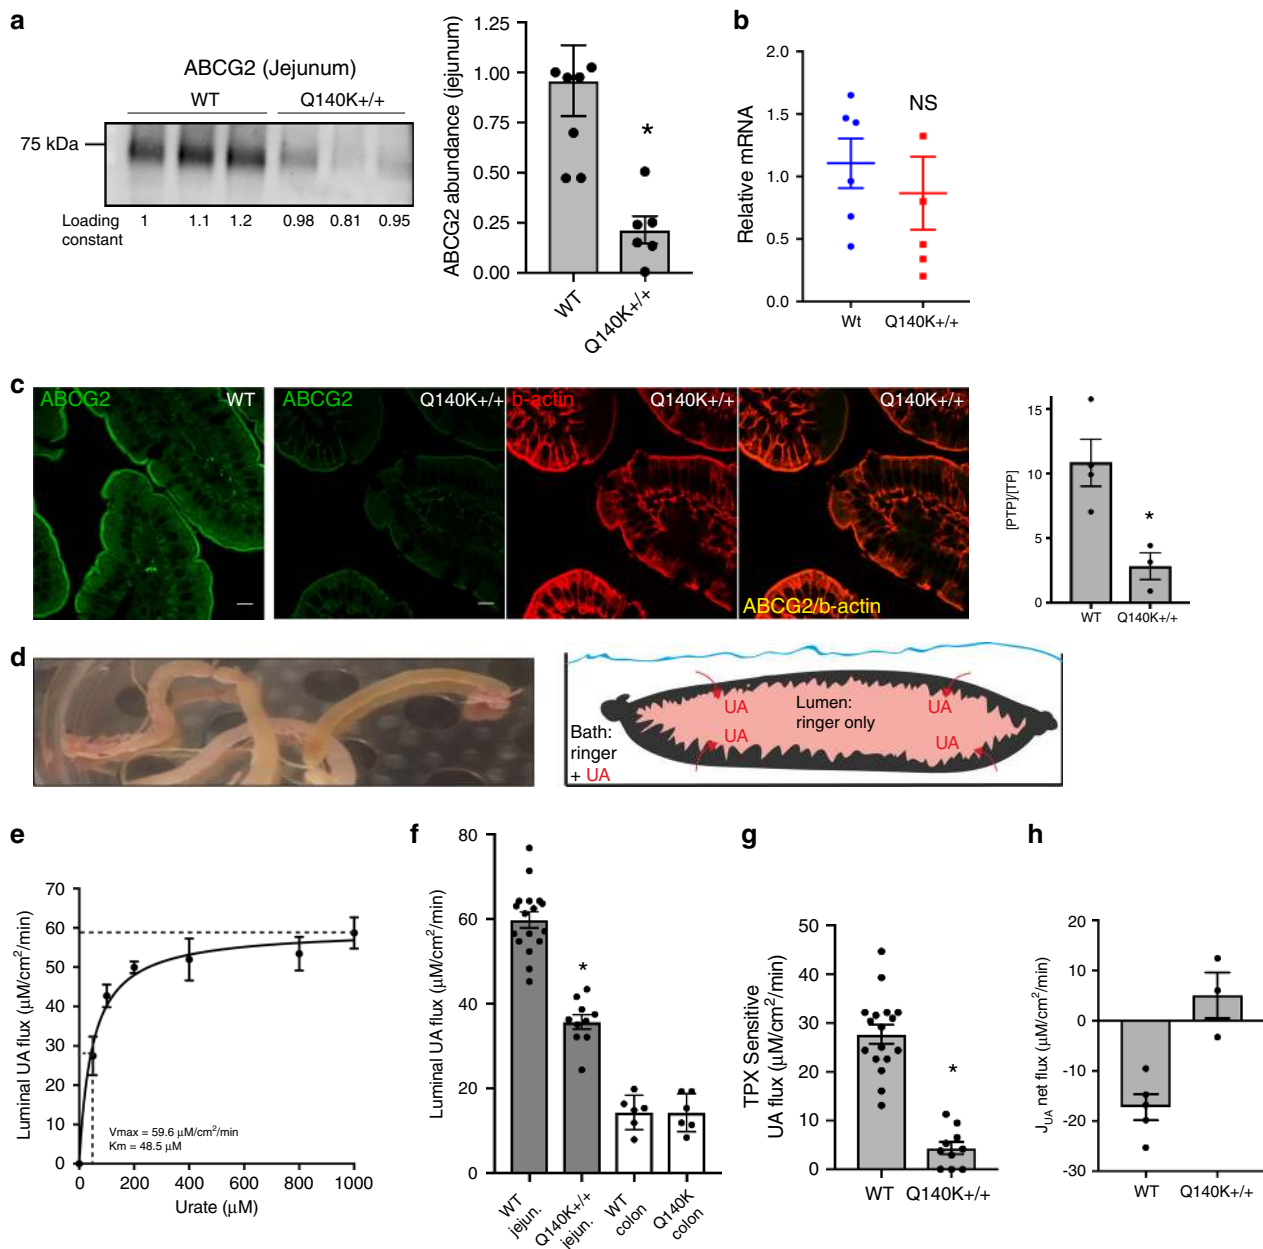 a
ABCG2 (Jejunum)
WT
Q140K+/+
75 kDa
Loading
constant
1
1.1
1.2
0.98
0.81
0.95
ABCG2 abundance (jejunum)
1.25
1.00
0.75
0.50
0.25
0.00
*
WT
Q140K+/+
b
Relative mRNA
2.0
1.5
1.0
0.5
0.0
NS
Wt
Q140K+/+
c
ABCG2
WT
ABCG2
Q140K+/+
b-actin
Q140K+/+
Q140K+/+
ABCG2/b-actin
[PTP]/[TP]
15
10
5
0
*
WT
Q140K+/+
d
Bath:
ringer
+ UA
UA
UA
Lumen:
ringer only
UA
UA
e
Luminal UA flux (μM/cm²/min)
70
60
50
40
30
20
10
0
Vmax = 59.6 μM/cm²/min
Km = 48.5 μM
0
200
400
600
800
1000
Urate (μM)
f
Luminal UA flux (μM/cm²/min)
80
60
40
20
0
*
WT
jejun.
Q140K+/+
jejun.
WT
colon
Q140K
colon
g
TPX Sensitive
UA flux (μM/cm²/min)
50
40
30
20
10
0
*
WT
Q140K+/+
h
J_UA net flux (μM/cm²/min)
20
10
0
-10
-20
-30
WT
Q140K+/+